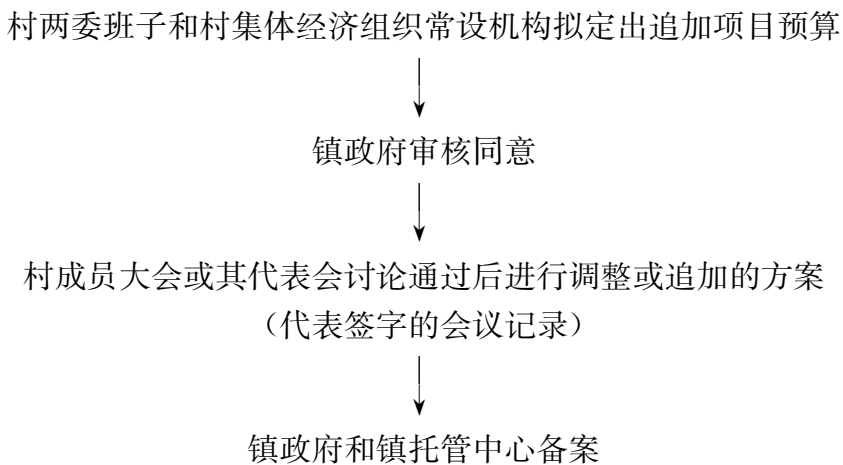 村两委班子和村集体经济组织常设机构拟定出追加项目预算
镇政府审核同意
村成员大会或其代表会讨论通过后进行调整或追加的方案
（代表签字的会议记录）
镇政府和镇托管中心备案